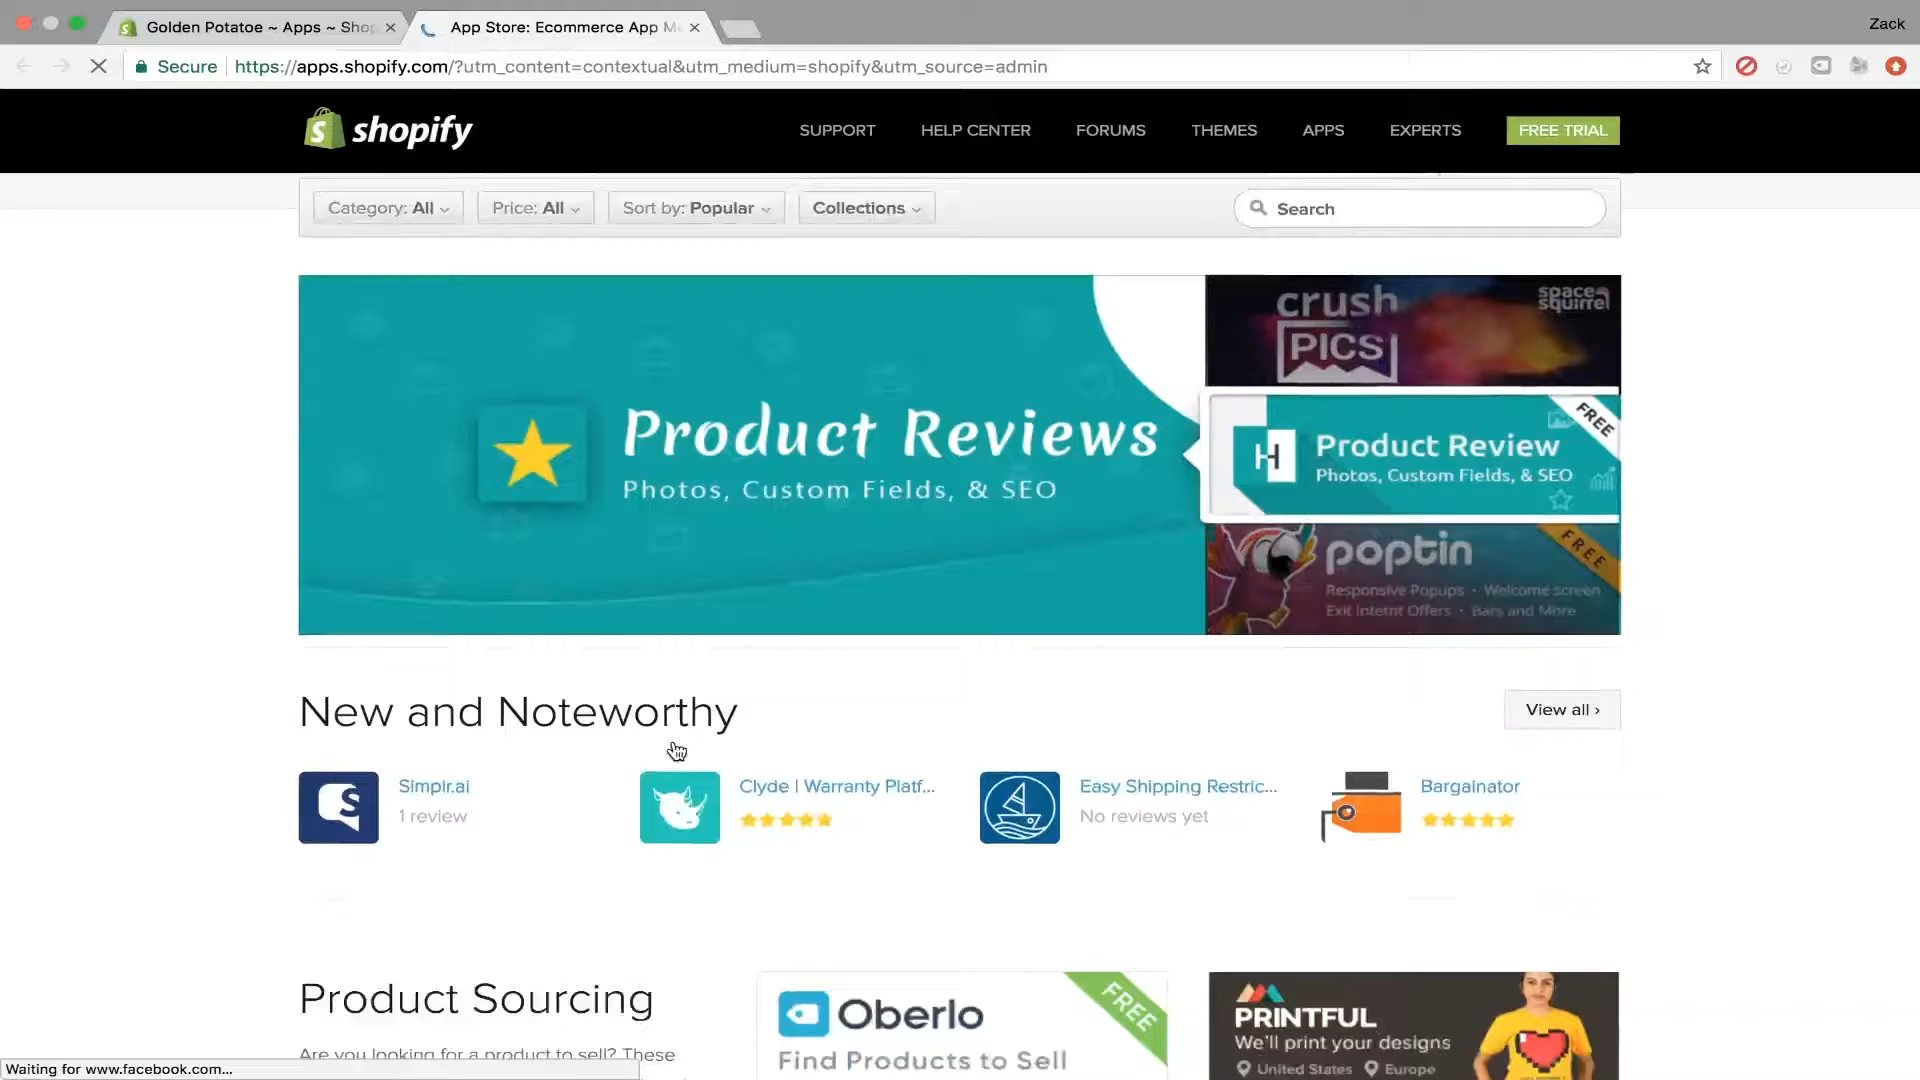 Golden Potatoe ~ Apps ~ Shop
App Store: Ecommerce App M
Zack
Secure
https://apps.shopify.com/?utm_content=contextual&utm_medium=shopify&utm_source=admin
shopify
SUPPORT
HELP CENTER
FORUMS
THEMES
APPS
EXPERTS
FREE TRIAL
Category: All
Price: All
Sort by: Popular
Collections
Search
Product Reviews
Photos, Custom Fields, & SEO
crush
PICS
space
squirrel
FREE
Product Review
Photos, Custom Fields, & SEO
FREE
poptin
Responsive Popups • Welcome screen
Exit Intetnt Offers • Bars and More
New and Noteworthy
View all ›
Simplr.ai
1 review
Clyde | Warranty Platf...
Easy Shipping Restric...
No reviews yet
Bargainator
Product Sourcing
Are you looking for a product to sell? These
Oberlo
FREE
Find Products to Sell
PRINTFUL
We'll print your designs
United States
Europe
Waiting for www.facebook.com...